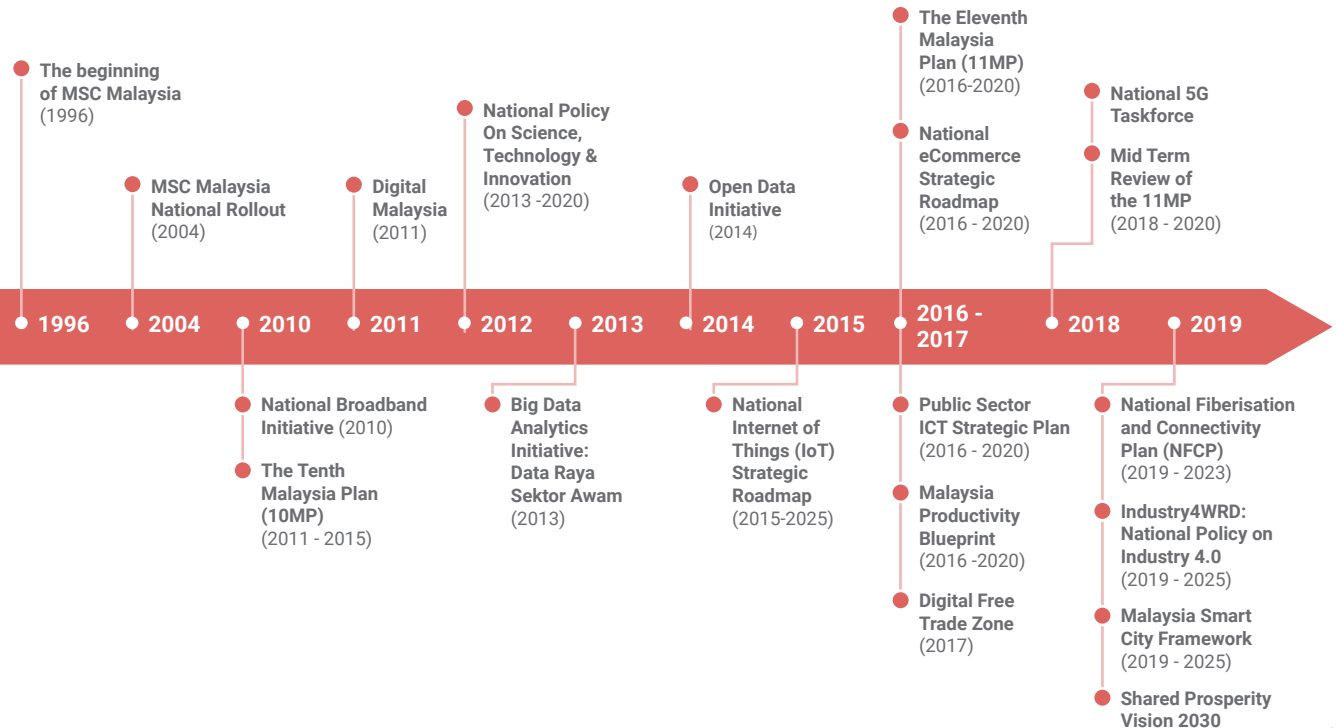 The beginning
of MSC Malaysia
(1996)
MSC Malaysia
National Rollout
(2004)
Digital
Malaysia
(2011)
National Policy
On Science,
Technology &
Innovation
(2013 -2020)
Open Data
Initiative
(2014)
The Eleventh
Malaysia
Plan (11MP)
(2016-2020)
National
eCommerce
Strategic
Roadmap
(2016 - 2020)
National 5G
Taskforce
Mid Term
Review of
the 11MP
(2018 - 2020)
1996
2004
2010
2011
2012
2013
2014
2015
2016 -
2017
2018
2019
National Broadband
Initiative (2010)
The Tenth
Malaysia Plan
(10MP)
(2011 - 2015)
Big Data
Analytics
Initiative:
Data Raya
Sektor Awam
(2013)
National
Internet of
Things (IoT)
Strategic
Roadmap
(2015-2025)
Public Sector
ICT Strategic Plan
(2016 - 2020)
Malaysia
Productivity
Blueprint
(2016 -2020)
Digital Free
Trade Zone
(2017)
National Fiberisation
and Connectivity
Plan (NFCP)
(2019 - 2023)
Industry4WRD:
National Policy on
Industry 4.0
(2019 - 2025)
Malaysia Smart
City Framework
(2019 - 2025)
Shared Prosperity
Vision 2030